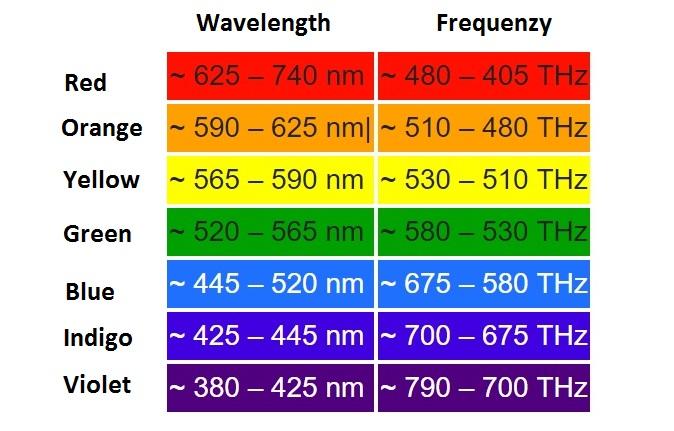 Wavelength Frequenzy
Red ~ 625 – 740 nm ~ 480 – 405 THz
Orange ~ 590 – 625 nm| ~ 510 – 480 THz
Yellow ~ 565 – 590 nm ~ 530 – 510 THz
Green ~ 520 – 565 nm ~ 580 – 530 THz
Blue ~ 445 – 520 nm ~ 675 – 580 THz
Indigo ~ 425 – 445 nm ~ 700 – 675 THz
Violet ~ 380 – 425 nm ~ 790 – 700 THz